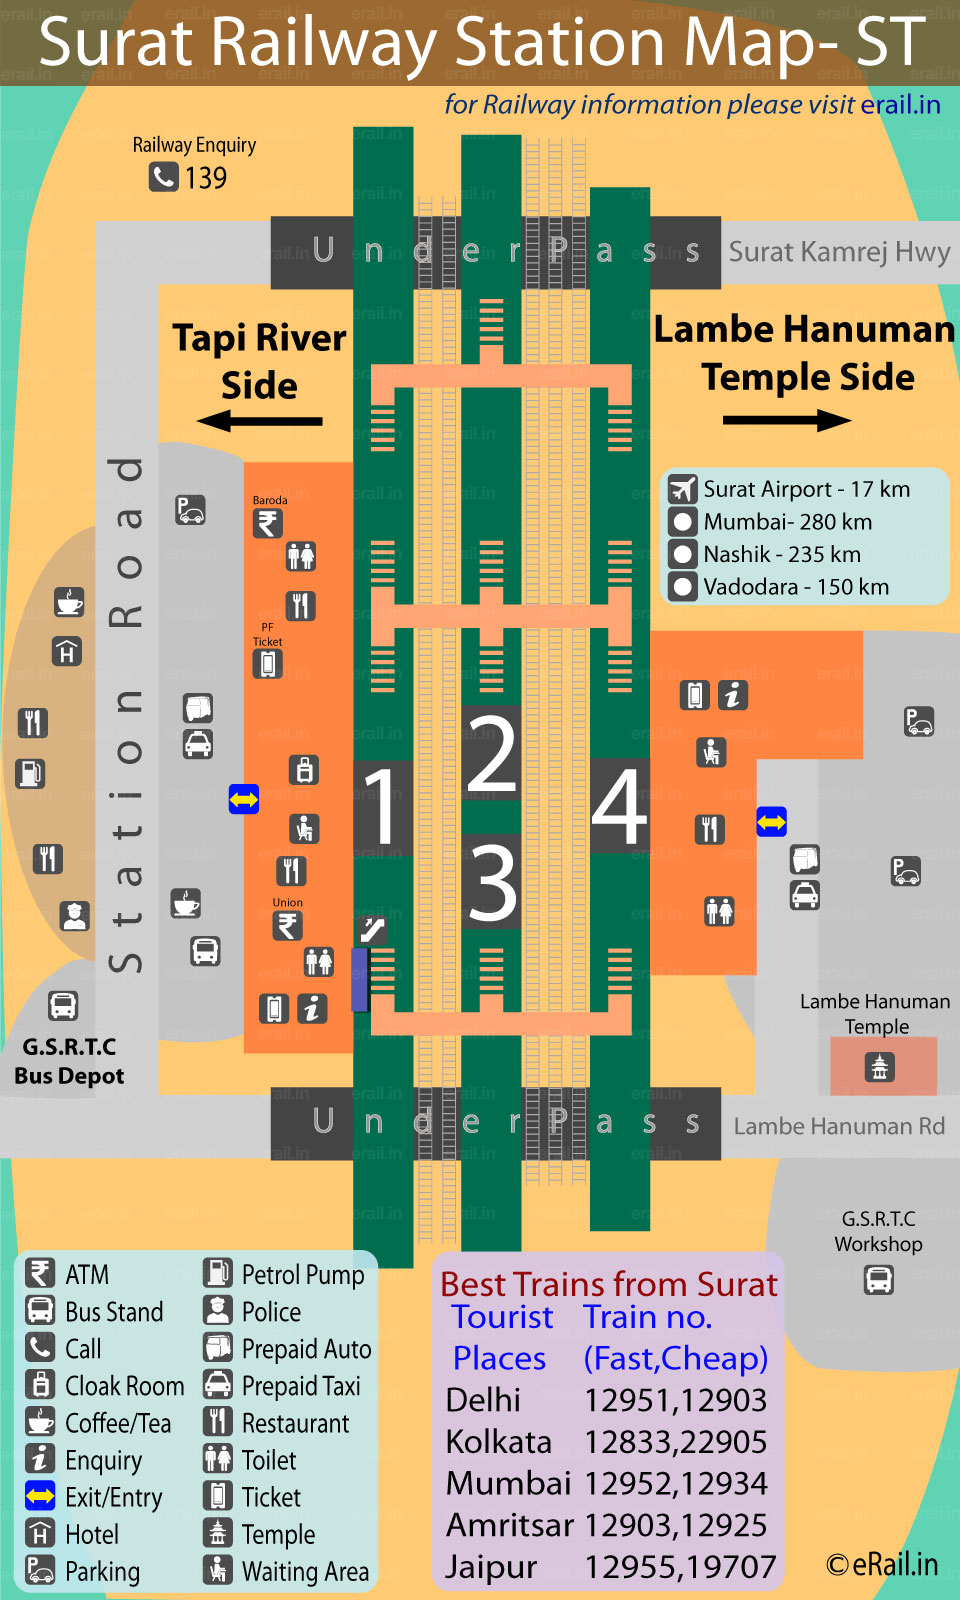 Surat Railway Station Map- ST
for Railway information please visit erail.in
Railway Enquiry
139
UnderPass
Surat Kamrej Hwy
Tapi River
Side
Lambe Hanuman
Temple Side
Station Road
Surat Airport - 17 km
Mumbai- 280 km
Nashik - 235 km
Vadodara - 150 km
Baroda
PF
Ticket
1
2
3
4
Union
G.S.R.T.C
Bus Depot
Lambe Hanuman
Temple
UnderPass
Lambe Hanuman Rd
G.S.R.T.C
Workshop
ATM
Bus Stand
Call
Cloak Room
Coffee/Tea
Enquiry
Exit/Entry
Hotel
Parking
Petrol Pump
Police
Prepaid Auto
Prepaid Taxi
Restaurant
Toilet
Ticket
Temple
Waiting Area
Best Trains from Surat
Tourist Train no.
Places (Fast,Cheap)
Delhi 12951,12903
Kolkata 12833,22905
Mumbai 12952,12934
Amritsar 12903,12925
Jaipur 12955,19707
© eRail.in